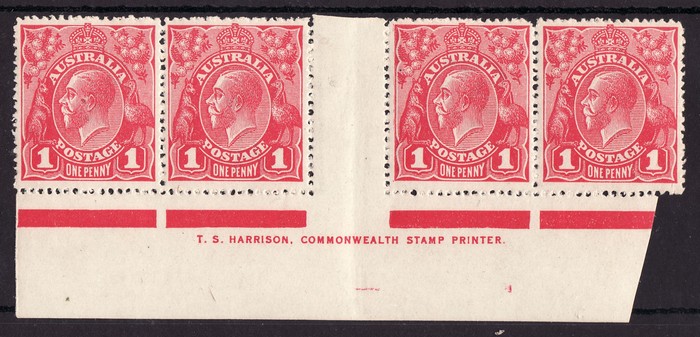 AUSTRALIA
POSTAGE
1 1
ONE PENNY
AUSTRALIA
POSTAGE
1 1
ONE PENNY
AUSTRALIA
POSTAGE
1 1
ONE PENNY
AUSTRALIA
POSTAGE
1 1
ONE PENNY
T. S. HARRISON, COMMONWEALTH STAMP PRINTER.